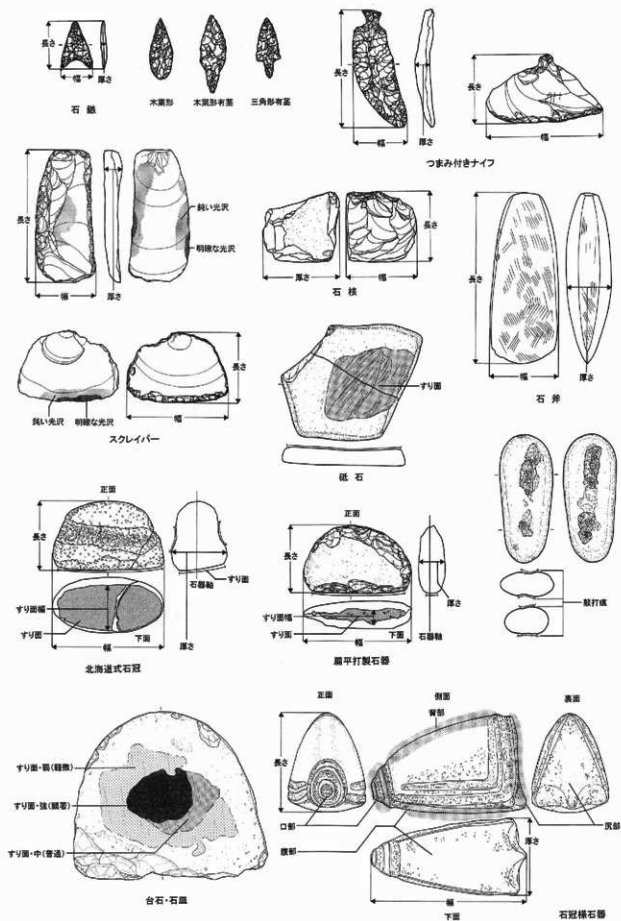 長さ
幅
厚さ
石鏃
木葉形
木葉形有茎
三角形有茎
長さ
幅
厚さ
長さ
幅
つまみ付きナイフ
長さ
幅
厚さ
鈍い光沢
明確な光沢
長さ
厚さ
幅
石核
長さ
幅
厚さ
石斧
鈍い光沢
明確な光沢
長さ
幅
スクレイパー
すり面
砥石
正面
長さ
すり面
石器軸
すり面幅
すり面
下面
幅
厚さ
北海道式石冠
正面
長さ
厚さ
すり面幅
すり面
下面
幅
石器軸
扁平打製石器
敲打痕
すり面・弱(軽微)
すり面・強(顕著)
すり面・中(普通)
台石・石皿
正面
側面
裏面
背部
長さ
口部
腹部
尻部
厚さ
幅
下面
石冠様石器